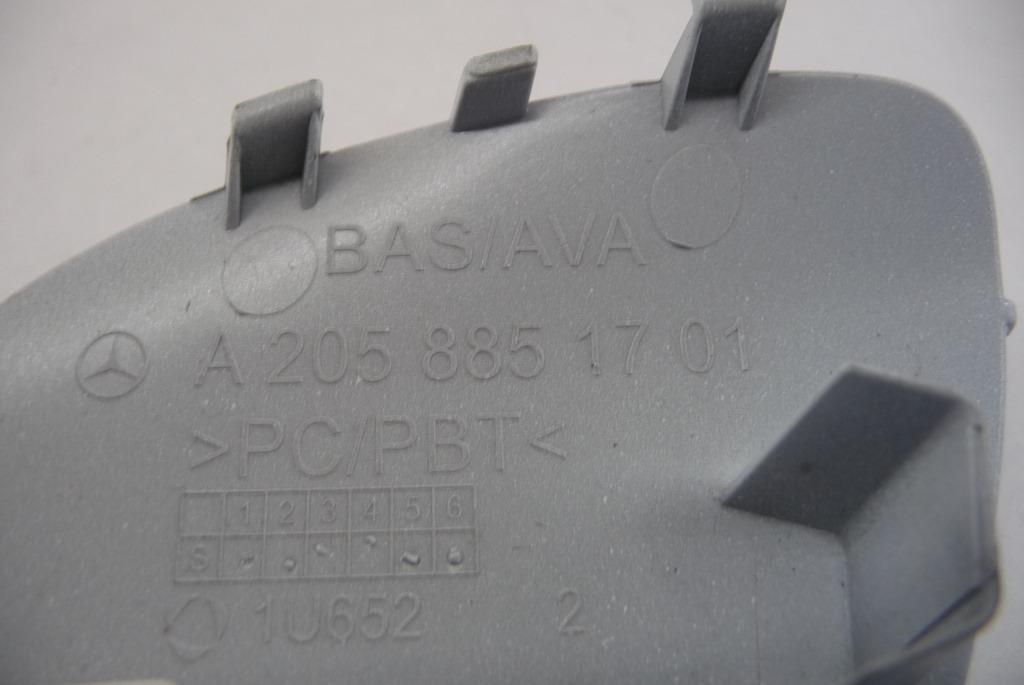 BAS/AVA
A 205 885 17 01
>PC/PBT<
1 2 3 4 5 6
S
1U652 2